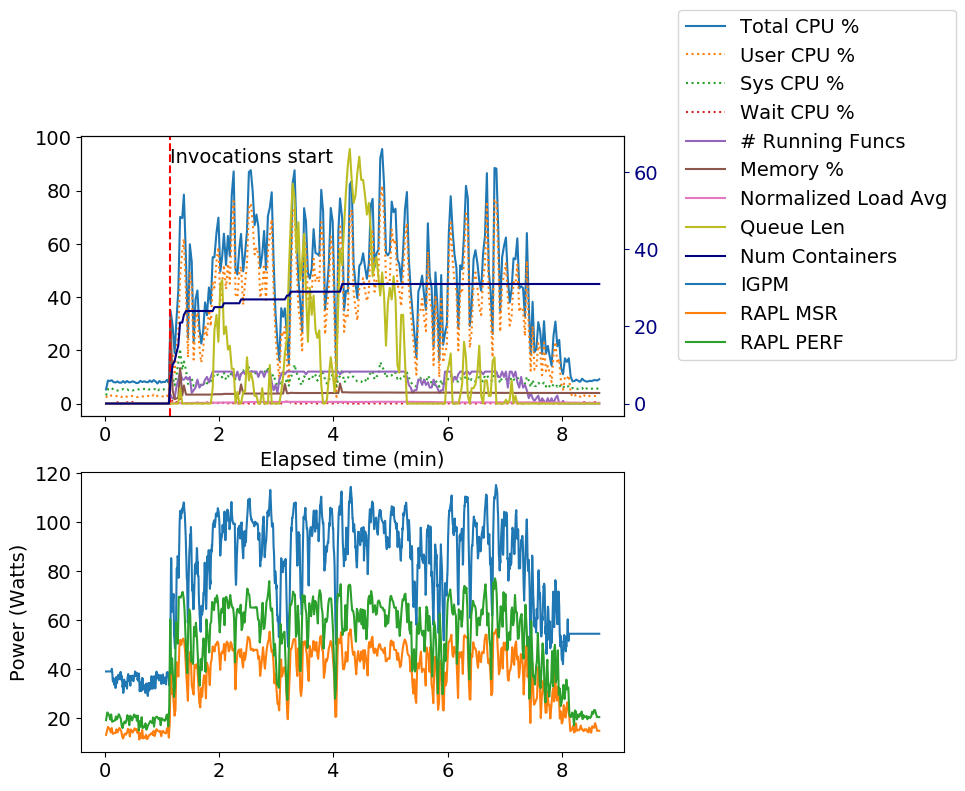 Total CPU %
User CPU %
Sys CPU %
Wait CPU %
# Running Funcs
Memory %
Normalized Load Avg
Queue Len
Num Containers
IGPM
RAPL MSR
RAPL PERF
100
80
60
40
20
0
Invocations start
60
40
20
0
0 2 4 6 8
Elapsed time (min)
120
100
80
60
40
20
Power (Watts)
0 2 4 6 8